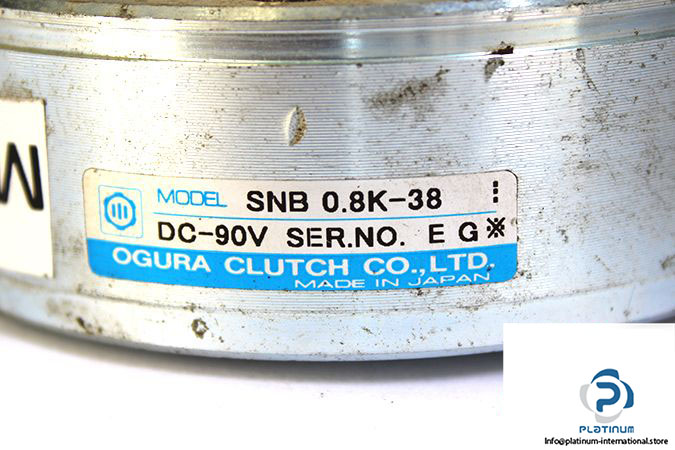 MODEL SNB 0.8K-38
DC-90V SER.NO. E G※
OGURA CLUTCH CO.,LTD.
MADE IN JAPAN
PLATINUM
Info@platinum-international.store